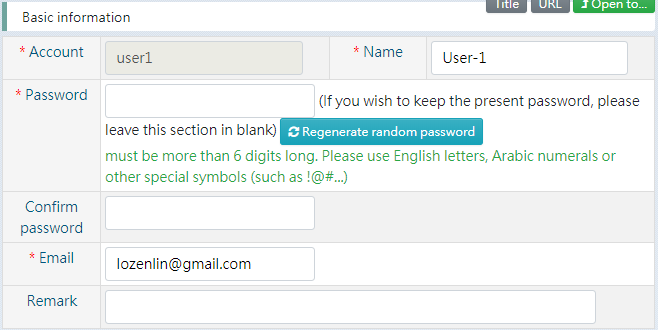 Title URL Open to...
Basic information
* Account user1 * Name User-1
* Password (If you wish to keep the present password, please
leave this section in blank) Regenerate random password
must be more than 6 digits long. Please use English letters, Arabic numerals or
other special symbols (such as !@#...)
Confirm
password
* Email lozenlin@gmail.com
Remark